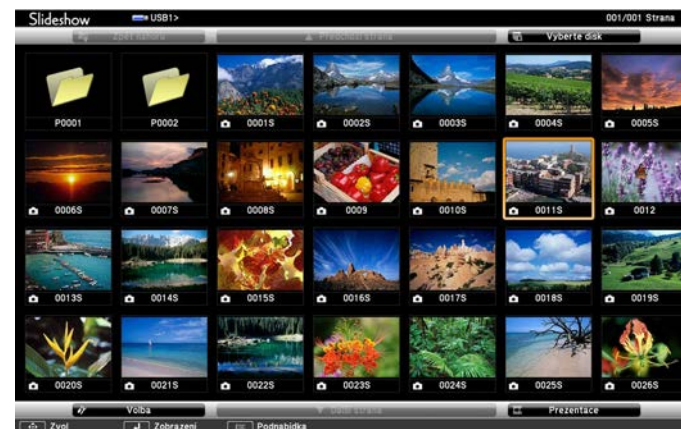 Slideshow USB1> 001/001 Strana
Zpět nahoru ▲ Předchozí strana Vyberte disk
P0001 P0002 0001S 0002S 0003S 0004S 0005S
0006S 0007S 0008S 0009 0010S 0011S 0012
0013S 0014S 0015S 0016S 0017S 0018S 0019S
0020S 0021S 0022S 0023S 0024S 0025S 0026S
Volba ▼ Další strana Prezentace
Zvol Zobrazení Esc Podnabídka